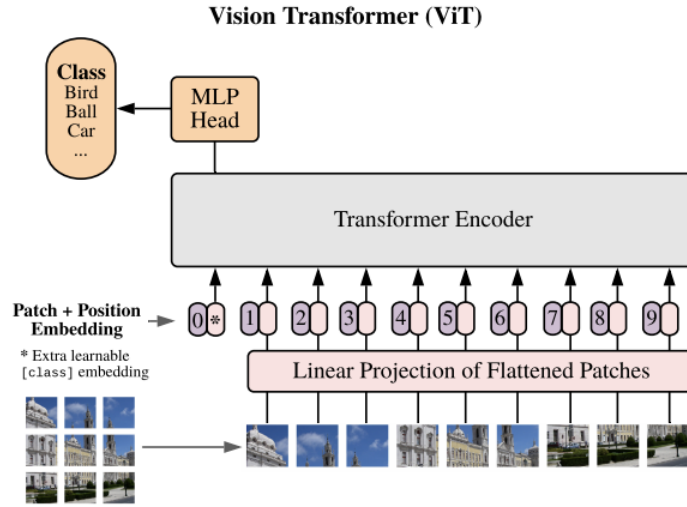 Vision Transformer (ViT)
Class
Bird
Ball
Car
...
MLP
Head
Transformer Encoder
Patch + Position
Embedding
0 * 1 2 3 4 5 6 7 8 9
* Extra learnable
[class] embedding
Linear Projection of Flattened Patches